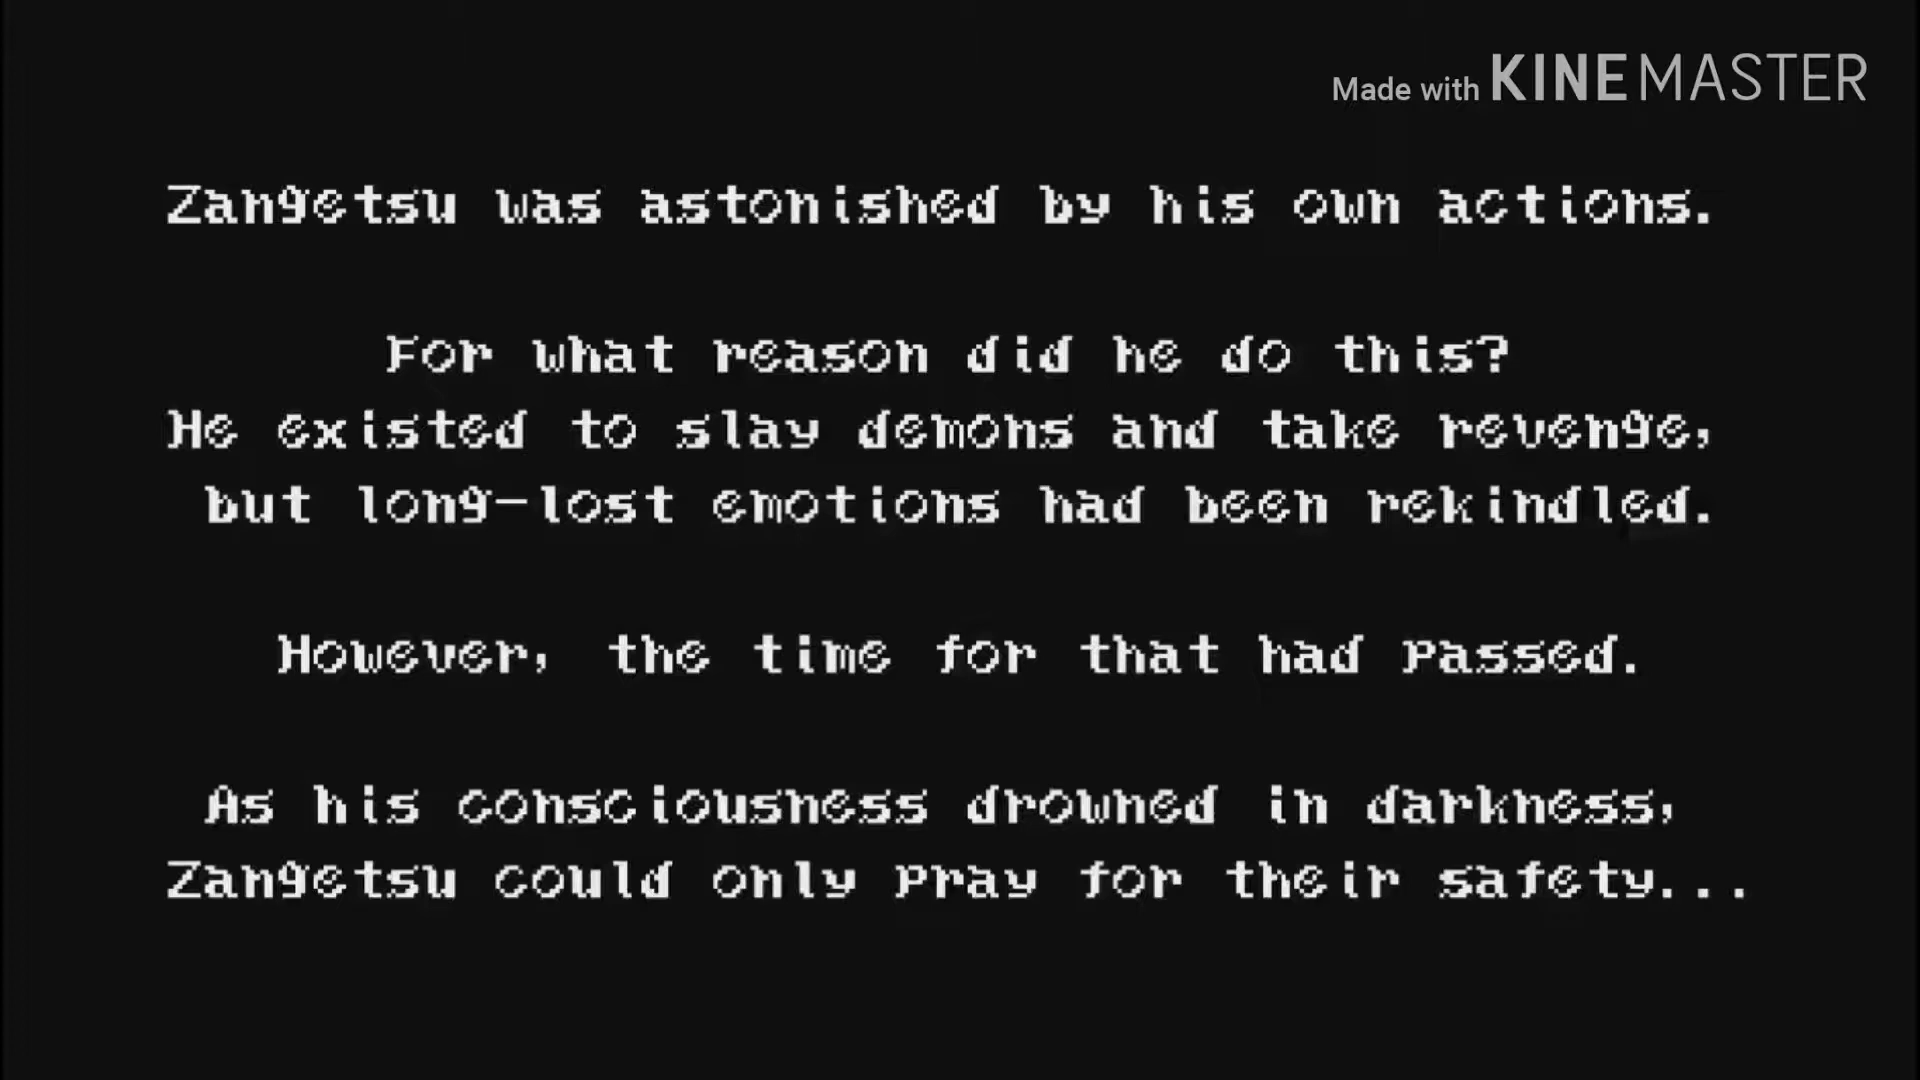 Made with KINEMASTER
Zangetsu was astonished by his own actions.
For what reason did he do this?
He existed to slay demons and take revenge,
but long-lost emotions had been rekindled.
However, the time for that had passed.
As his consciousness drowned in darkness,
Zangetsu could only pray for their safety...